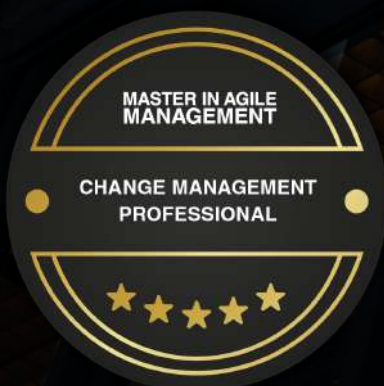 MASTER IN AGILE
MANAGEMENT
CHANGE MANAGEMENT
PROFESSIONAL